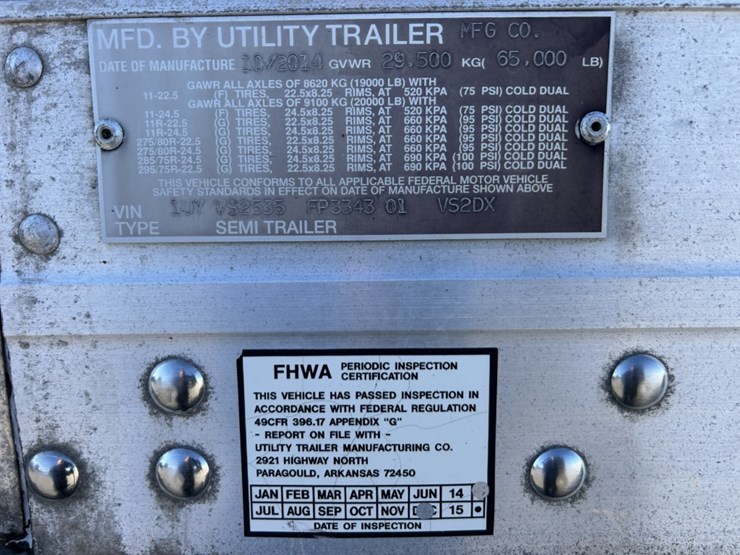 MFD. BY UTILITY TRAILER MFG CO.
DATE OF MANUFACTURE 10/2014 GVWR 29,500 KG( 65,000 LB)
GAWR ALL AXLES OF 8620 KG (19000 LB) WITH
11-22.5 (F) TIRES, 22.5x8.25 RIMS, AT 520 KPA (75 PSI) COLD DUAL
GAWR ALL AXLES OF 9100 KG (20000 LB) WITH
11-24.5 (F) TIRES, 24.5x8.25 RIMS, AT 520 KPA (75 PSI) COLD DUAL
11R-22.5 (G) TIRES, 22.5x8.25 RIMS, AT 660 KPA (95 PSI) COLD DUAL
11R-24.5 (G) TIRES, 24.5x8.25 RIMS, AT 660 KPA (95 PSI) COLD DUAL
275/80R-22.5 (G) TIRES, 22.5x8.25 RIMS, AT 660 KPA (95 PSI) COLD DUAL
275/80R-24.5 (G) TIRES, 24.5x8.25 RIMS, AT 660 KPA (95 PSI) COLD DUAL
285/75R-24.5 (G) TIRES, 24.5x8.25 RIMS, AT 690 KPA (100 PSI) COLD DUAL
295/75R-22.5 (G) TIRES, 22.5x8.25 RIMS, AT 690 KPA (100 PSI) COLD DUAL
THIS VEHICLE CONFORMS TO ALL APPLICABLE FEDERAL MOTOR VEHICLE
SAFETY STANDARDS IN EFFECT ON DATE OF MANUFACTURE SHOWN ABOVE
VIN 1UY VS2535 FP3343 01 VS2DX
TYPE SEMI TRAILER
FHWA PERIODIC INSPECTION
CERTIFICATION
THIS VEHICLE HAS PASSED INSPECTION IN
ACCORDANCE WITH FEDERAL REGULATION
49CFR 396.17 APPENDIX "G"
- REPORT ON FILE WITH -
UTILITY TRAILER MANUFACTURING CO.
2921 HIGHWAY NORTH
PARAGOULD, ARKANSAS 72450
JAN FEB MAR APR MAY JUN 14
JUL AUG SEP OCT NOV 15
DATE OF INSPECTION